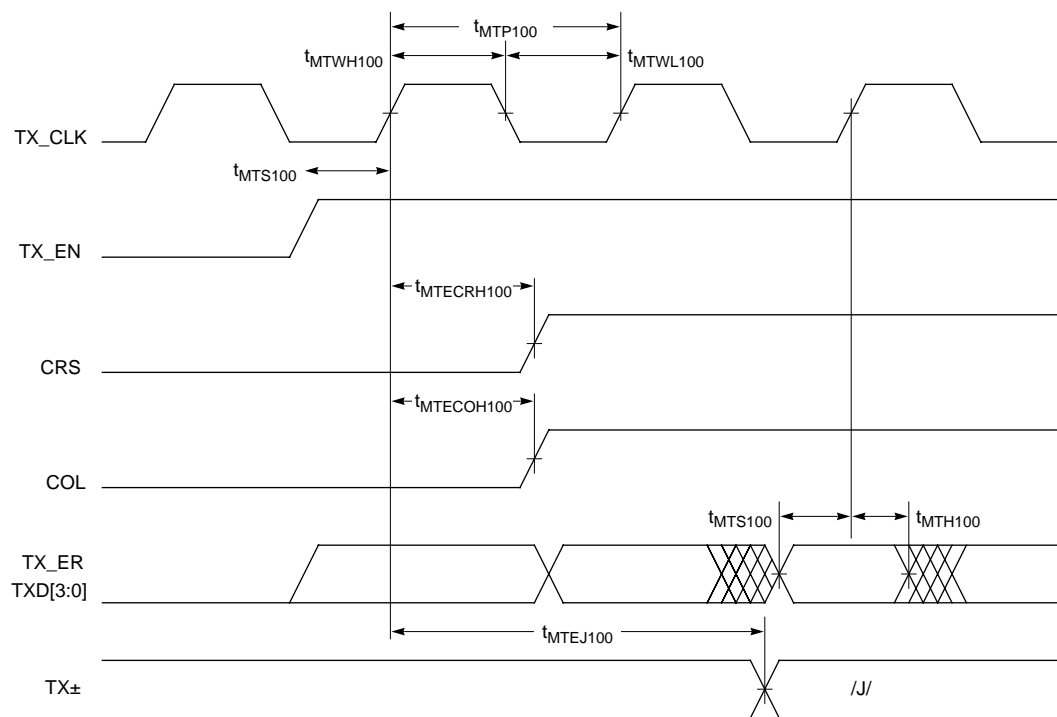 tMTP100
tMTWH100
tMTWL100
TX_CLK
tMTS100
TX_EN
tMTECRH100
CRS
tMTECOH100
COL
tMTS100
tMTH100
TX_ER
TXD[3:0]
tMTEJ100
TX±
/J/